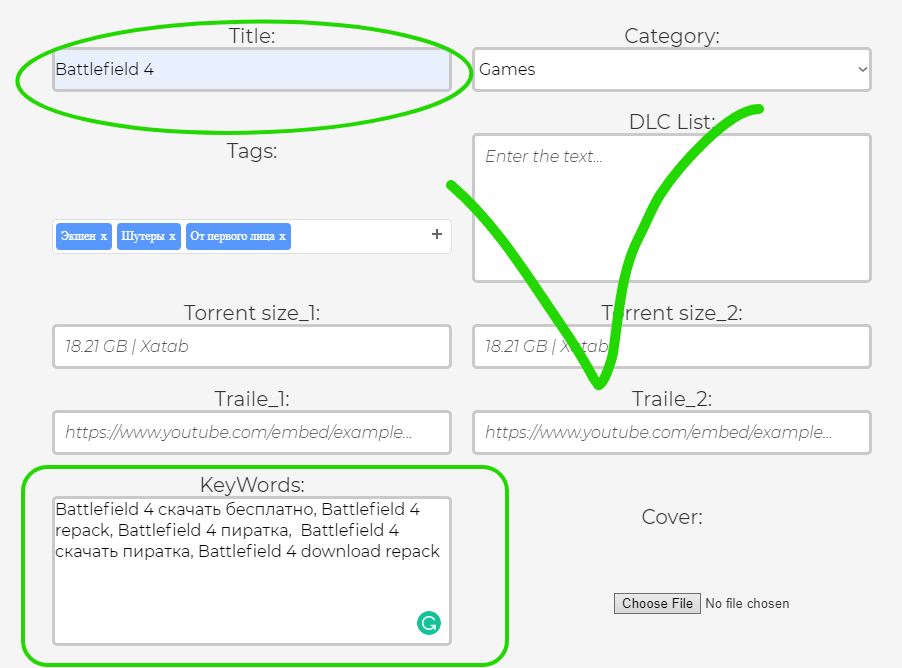 Title:
Category:
Battlefield 4
Games
Tags:
DLC List:
Enter the text...
Экшен x Шутеры x От первого лица x +
Torrent size_1:
Torrent size_2:
18.21 GB | Xatab
18.21 GB | Xatab
Traile_1:
Traile_2:
https://www.youtube.com/embed/example...
https://www.youtube.com/embed/example...
KeyWords:
Battlefield 4 скачать бесплатно, Battlefield 4
repack, Battlefield 4 пиратка,  Battlefield 4
скачать пиратка, Battlefield 4 download repack
Cover:
Choose File No file chosen